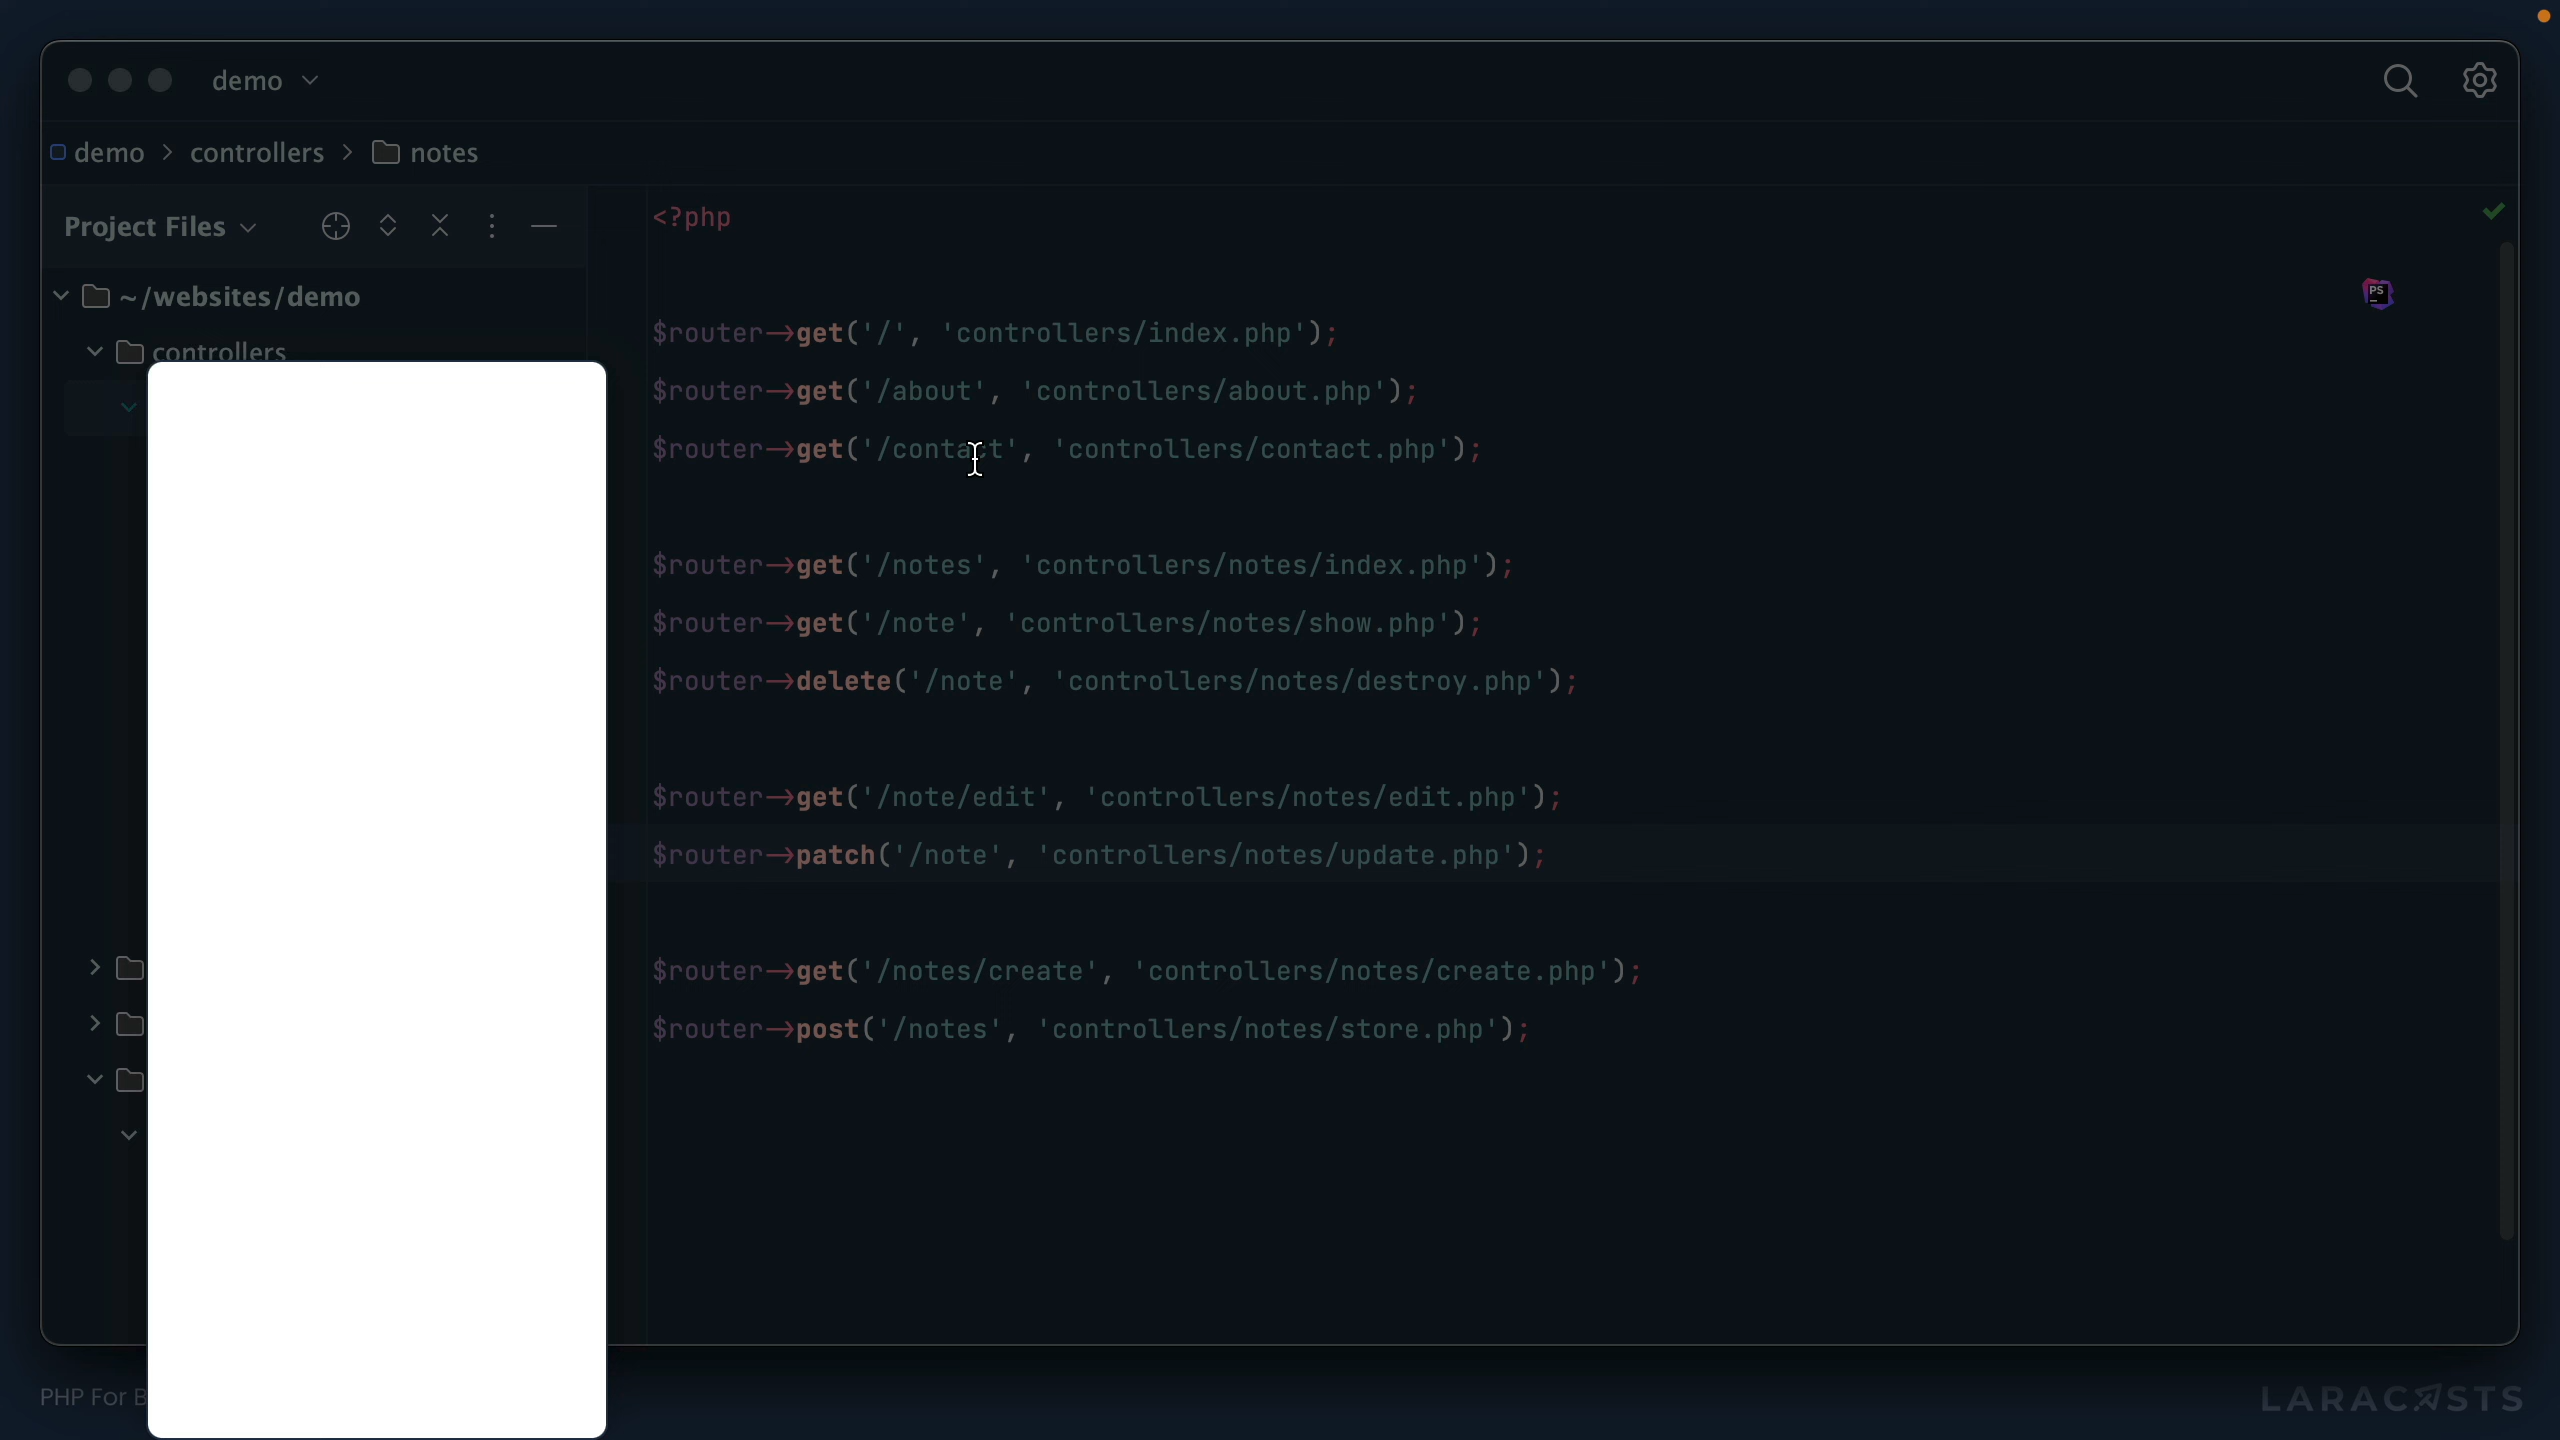 demo
demo > controllers > notes
Project Files
~/websites/demo
controllers
<?php
$router->get('/', 'controllers/index.php');
$router->get('/about', 'controllers/about.php');
$router->get('/contact', 'controllers/contact.php');
$router->get('/notes', 'controllers/notes/index.php');
$router->get('/note', 'controllers/notes/show.php');
$router->delete('/note', 'controllers/notes/destroy.php');
$router->get('/note/edit', 'controllers/notes/edit.php');
$router->patch('/note', 'controllers/notes/update.php');
$router->get('/notes/create', 'controllers/notes/create.php');
$router->post('/notes', 'controllers/notes/store.php');
PS
PHP For B
LARACASTS